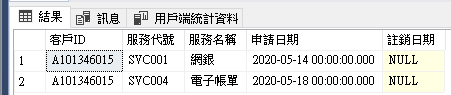 結果 訊息 用戶端統計資料
客戶ID 服務代號 服務名稱 申請日期 註銷日期
1 A101346015 SVC001 網銀 2020-05-14 00:00:00.000 NULL
2 A101346015 SVC004 電子帳單 2020-05-18 00:00:00.000 NULL